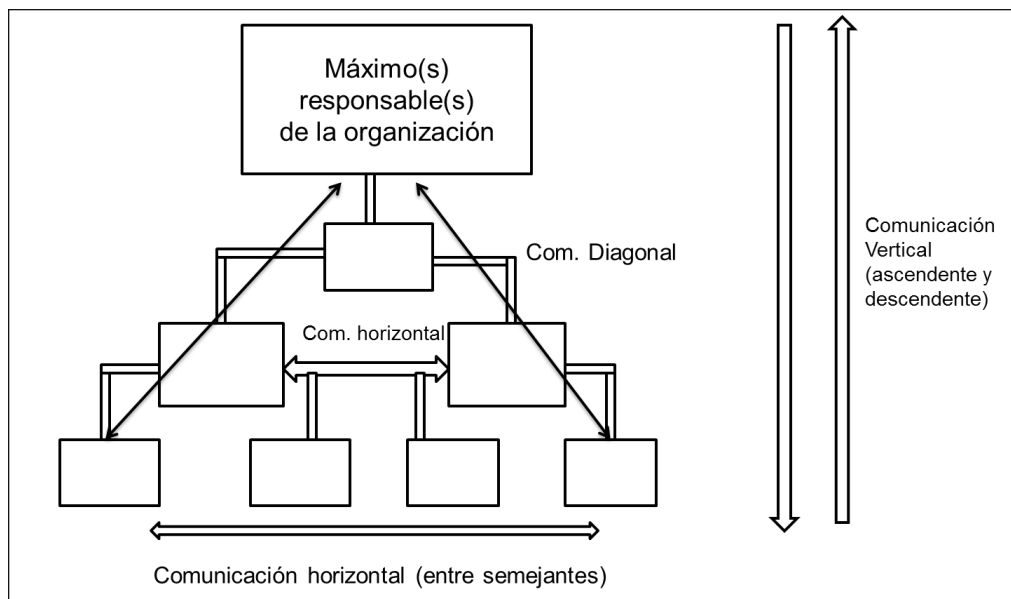 Máximo(s)
responsable(s)
de la organización
Com. Diagonal
Comunicación
Vertical
(ascendente y
descendente)
Com. horizontal
Comunicación horizontal (entre semejantes)